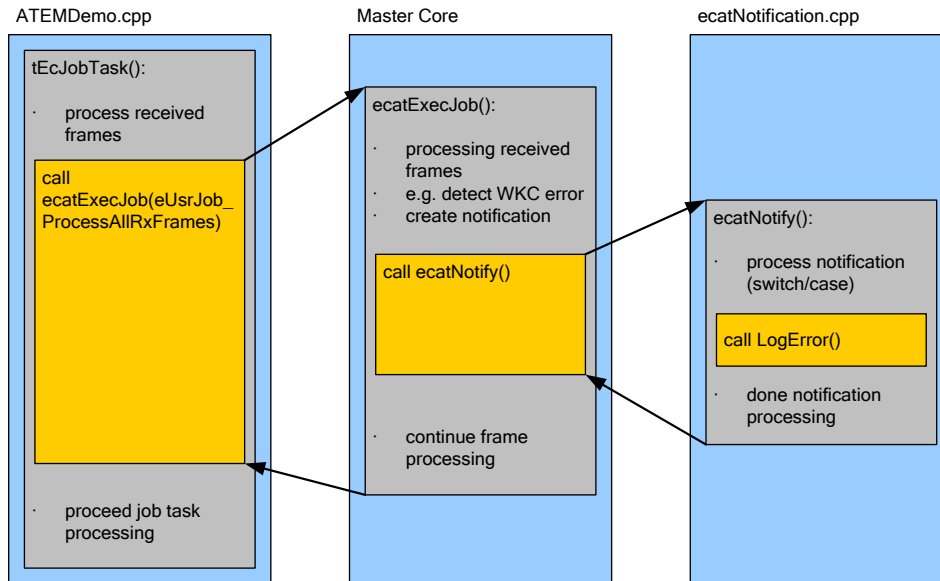 ATEMDemo.cpp
tEcJobTask():
· process received
frames
call
ecatExecJob(eUsrJob_
ProcessAllRxFrames)
· proceed job task
processing
Master Core
ecatExecJob():
· processing received
frames
· e.g. detect WKC error
· create notification
call ecatNotify()
· continue frame
processing
ecatNotification.cpp
ecatNotify():
· process notification
(switch/case)
call LogError()
· done notification
processing